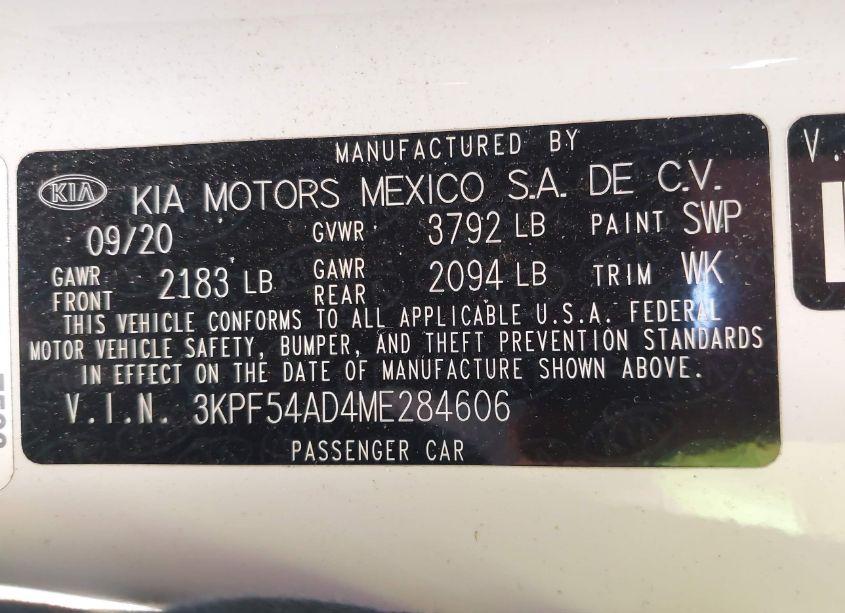 MANUFACTURED BY
KIA KIA MOTORS MEXICO S.A. DE C.V.
09/20 GVWR: 3792 LB PAINT SWP
GAWR FRONT 2183 LB GAWR REAR 2094 LB TRIM WK
THIS VEHICLE CONFORMS TO ALL APPLICABLE U.S.A. FEDERAL
MOTOR VEHICLE SAFETY, BUMPER, AND THEFT PREVENTION STANDARDS
IN EFFECT ON THE DATE OF MANUFACTURE SHOWN ABOVE.
V.I.N. 3KPF54AD4ME284606
PASSENGER CAR
V.